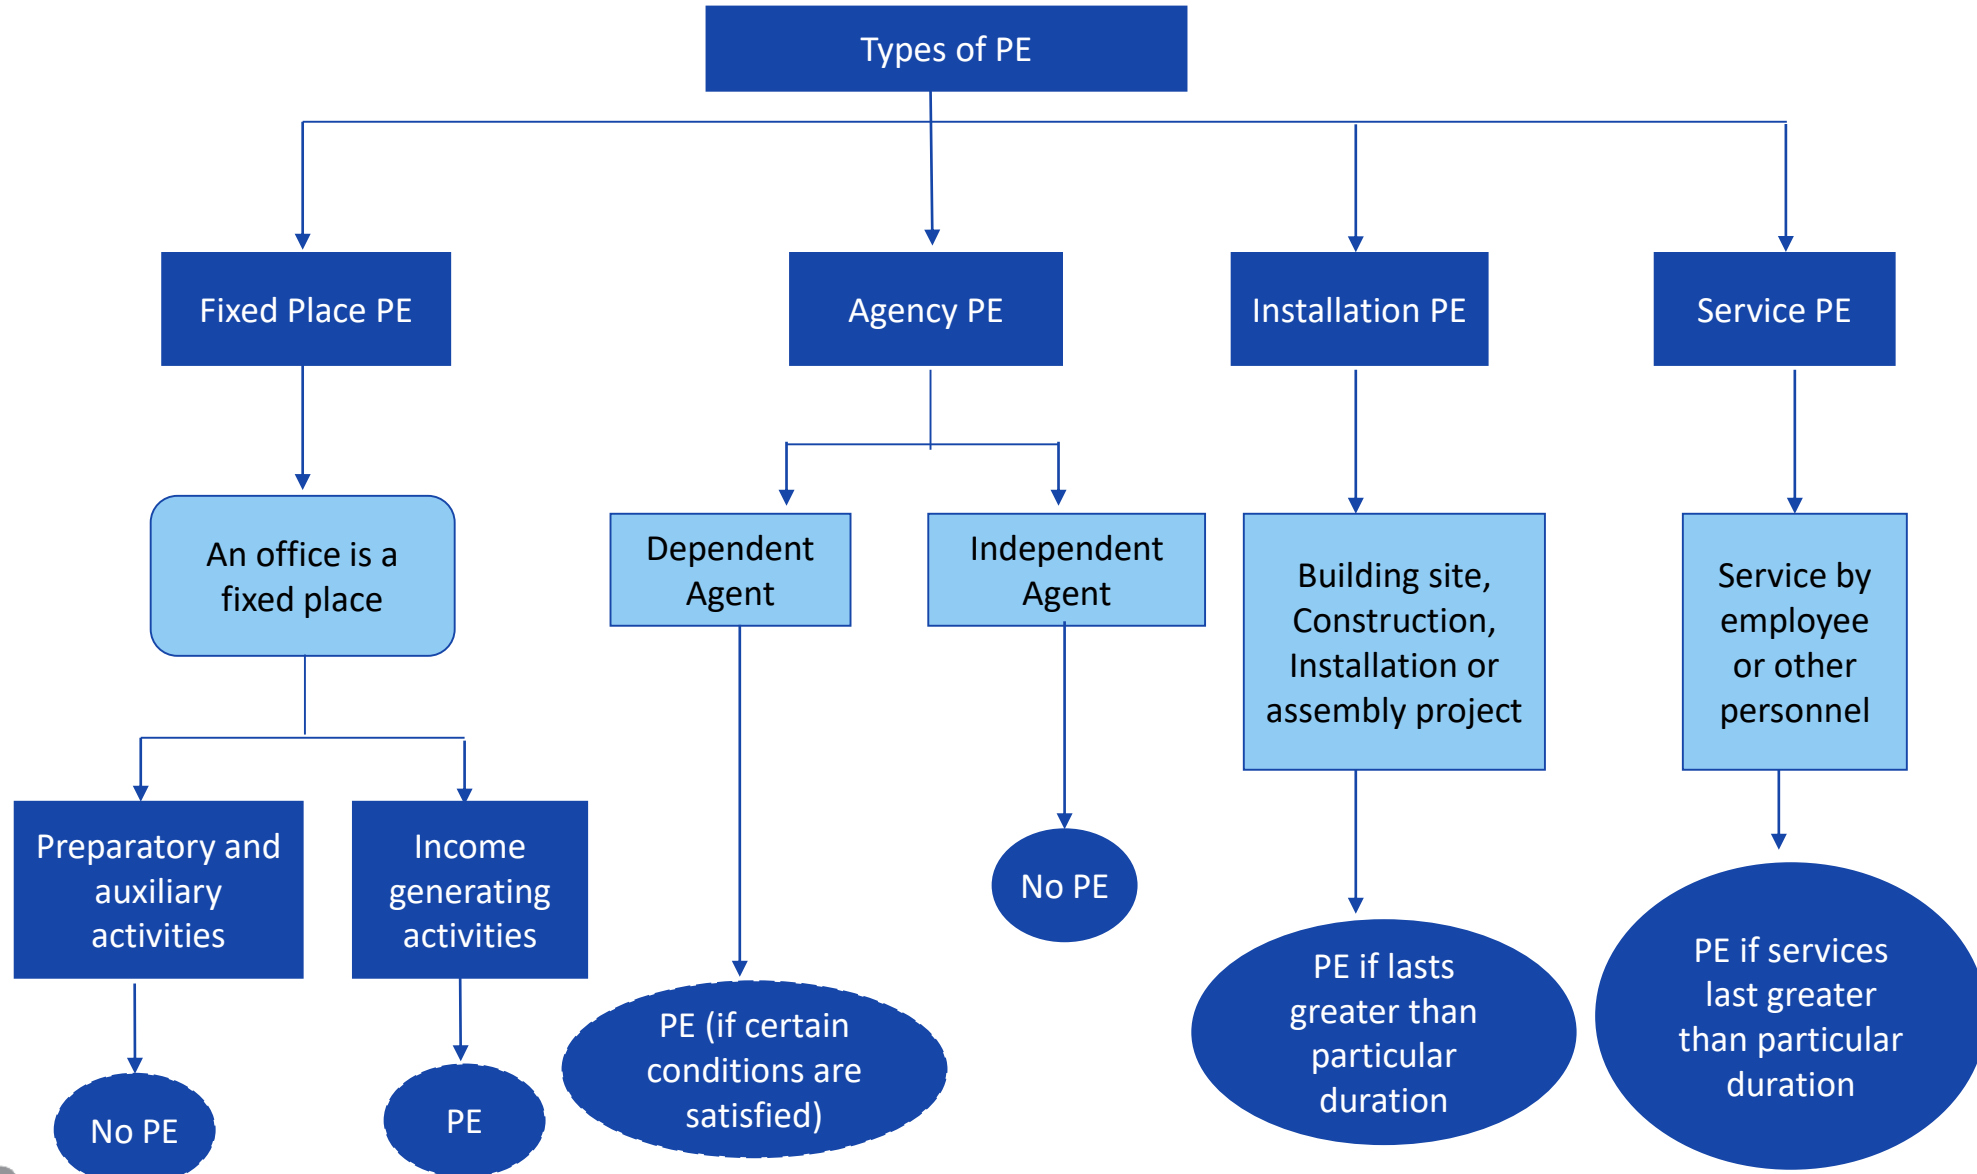 Types of PE
Fixed Place PE
Agency PE
Installation PE
Service PE
An office is a
fixed place
Dependent
Agent
Independent
Agent
Building site,
Construction,
Installation or
assembly project
Service by
employee
or other
personnel
Preparatory and
auxiliary
activities
Income
generating
activities
No PE
PE
PE (if certain
conditions are
satisfied)
No PE
PE if lasts
greater than
particular
duration
PE if services
last greater
than particular
duration